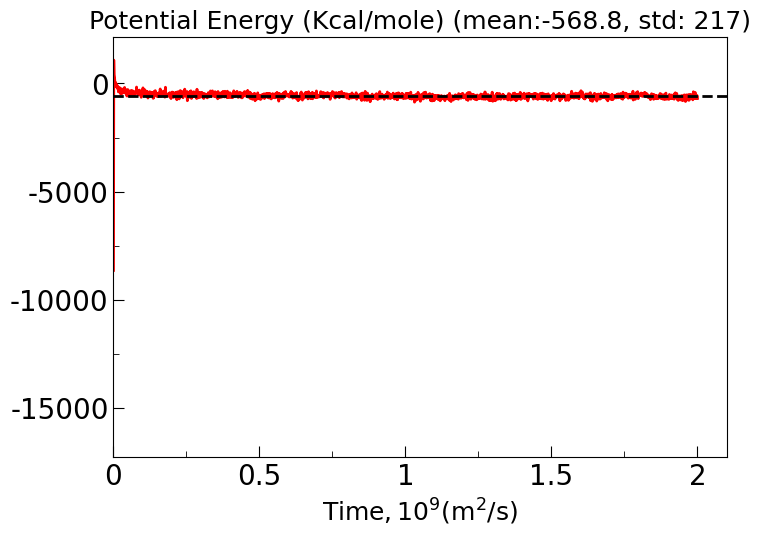 Potential Energy (Kcal/mole) (mean:-568.8, std: 217)
0
-5000
-10000
-15000
0 0.5 1 1.5 2
Time, 10⁹(m²/s)